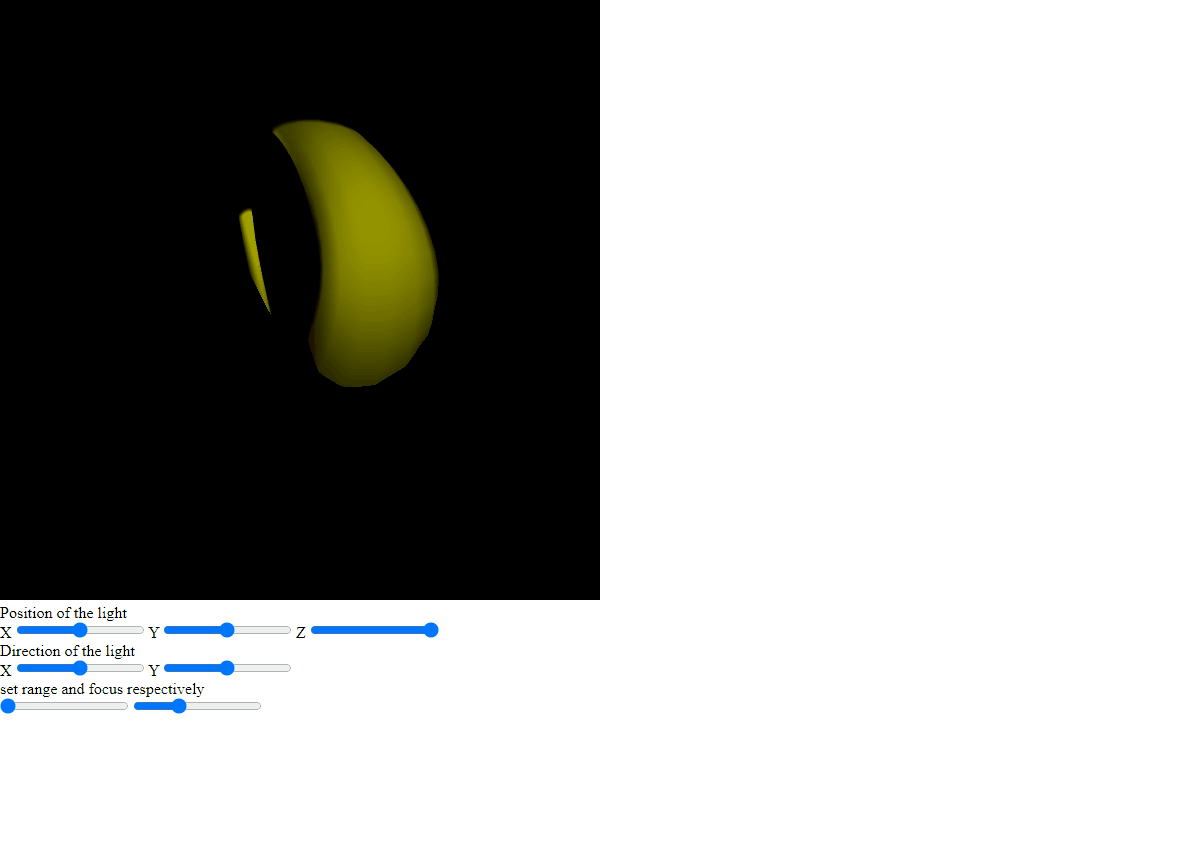 Position of the light
X Y Z
Direction of the light
X Y
set range and focus respectively